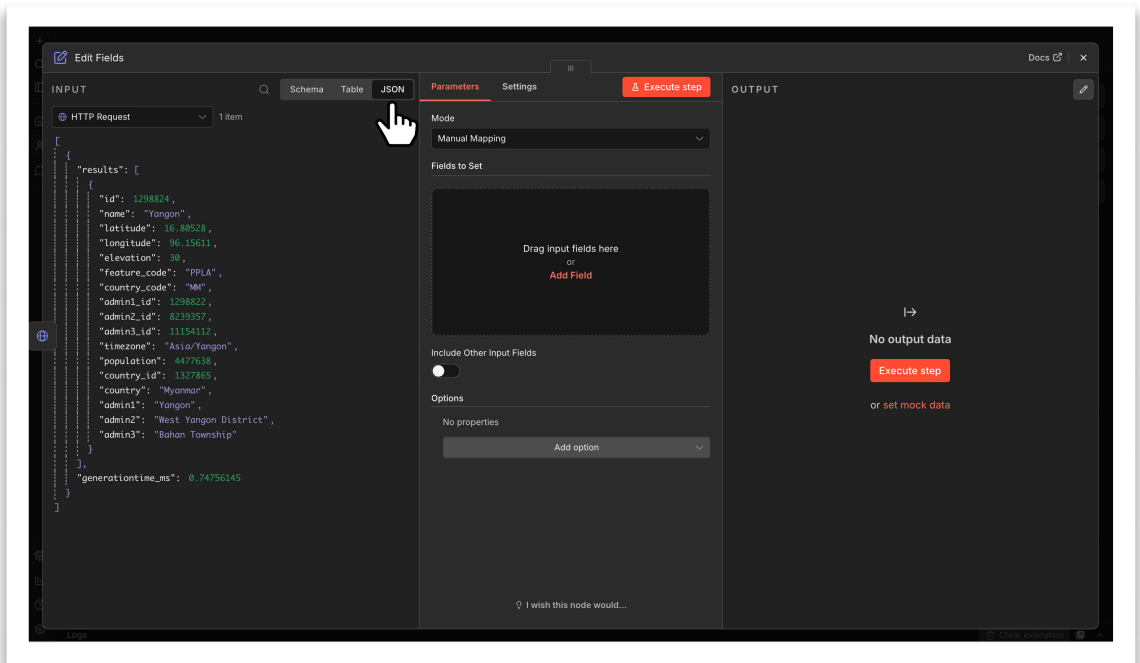 Edit Fields
Docs
INPUT
Schema
Table
JSON
HTTP Request
1 item
[
{
"results": [
{
"id": 1298824,
"name": "Yangon",
"latitude": 16.80528,
"longitude": 96.15611,
"elevation": 30,
"feature_code": "PPLA",
"country_code": "MM",
"admin1_id": 1298822,
"admin2_id": 8239357,
"admin3_id": 11154112,
"timezone": "Asia/Yangon",
"population": 4477638,
"country_id": 1327865,
"country": "Myanmar",
"admin1": "Yangon",
"admin2": "West Yangon District",
"admin3": "Bahan Township"
}
],
"generationtime_ms": 0.74756145
}
]
Parameters
Settings
Execute step
Mode
Manual Mapping
Fields to Set
Drag input fields here
or
Add Field
Include Other Input Fields
Options
No properties
Add option
I wish this node would...
OUTPUT
No output data
Execute step
or set mock data
Logs
Clear execution